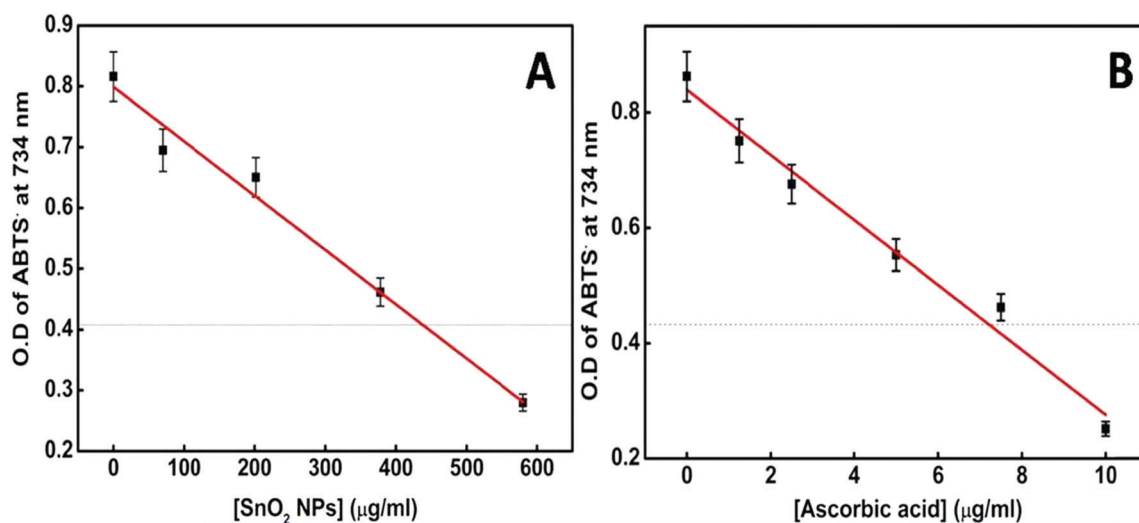 A
O.D of ABTS· at 734 nm
0.9
0.8
0.7
0.6
0.5
0.4
0.3
0.2
0 100 200 300 400 500 600
[SnO₂ NPs] (μg/ml)
B
O.D of ABTS· at 734 nm
0.8
0.6
0.4
0.2
0 2 4 6 8 10
[Ascorbic acid] (μg/ml)